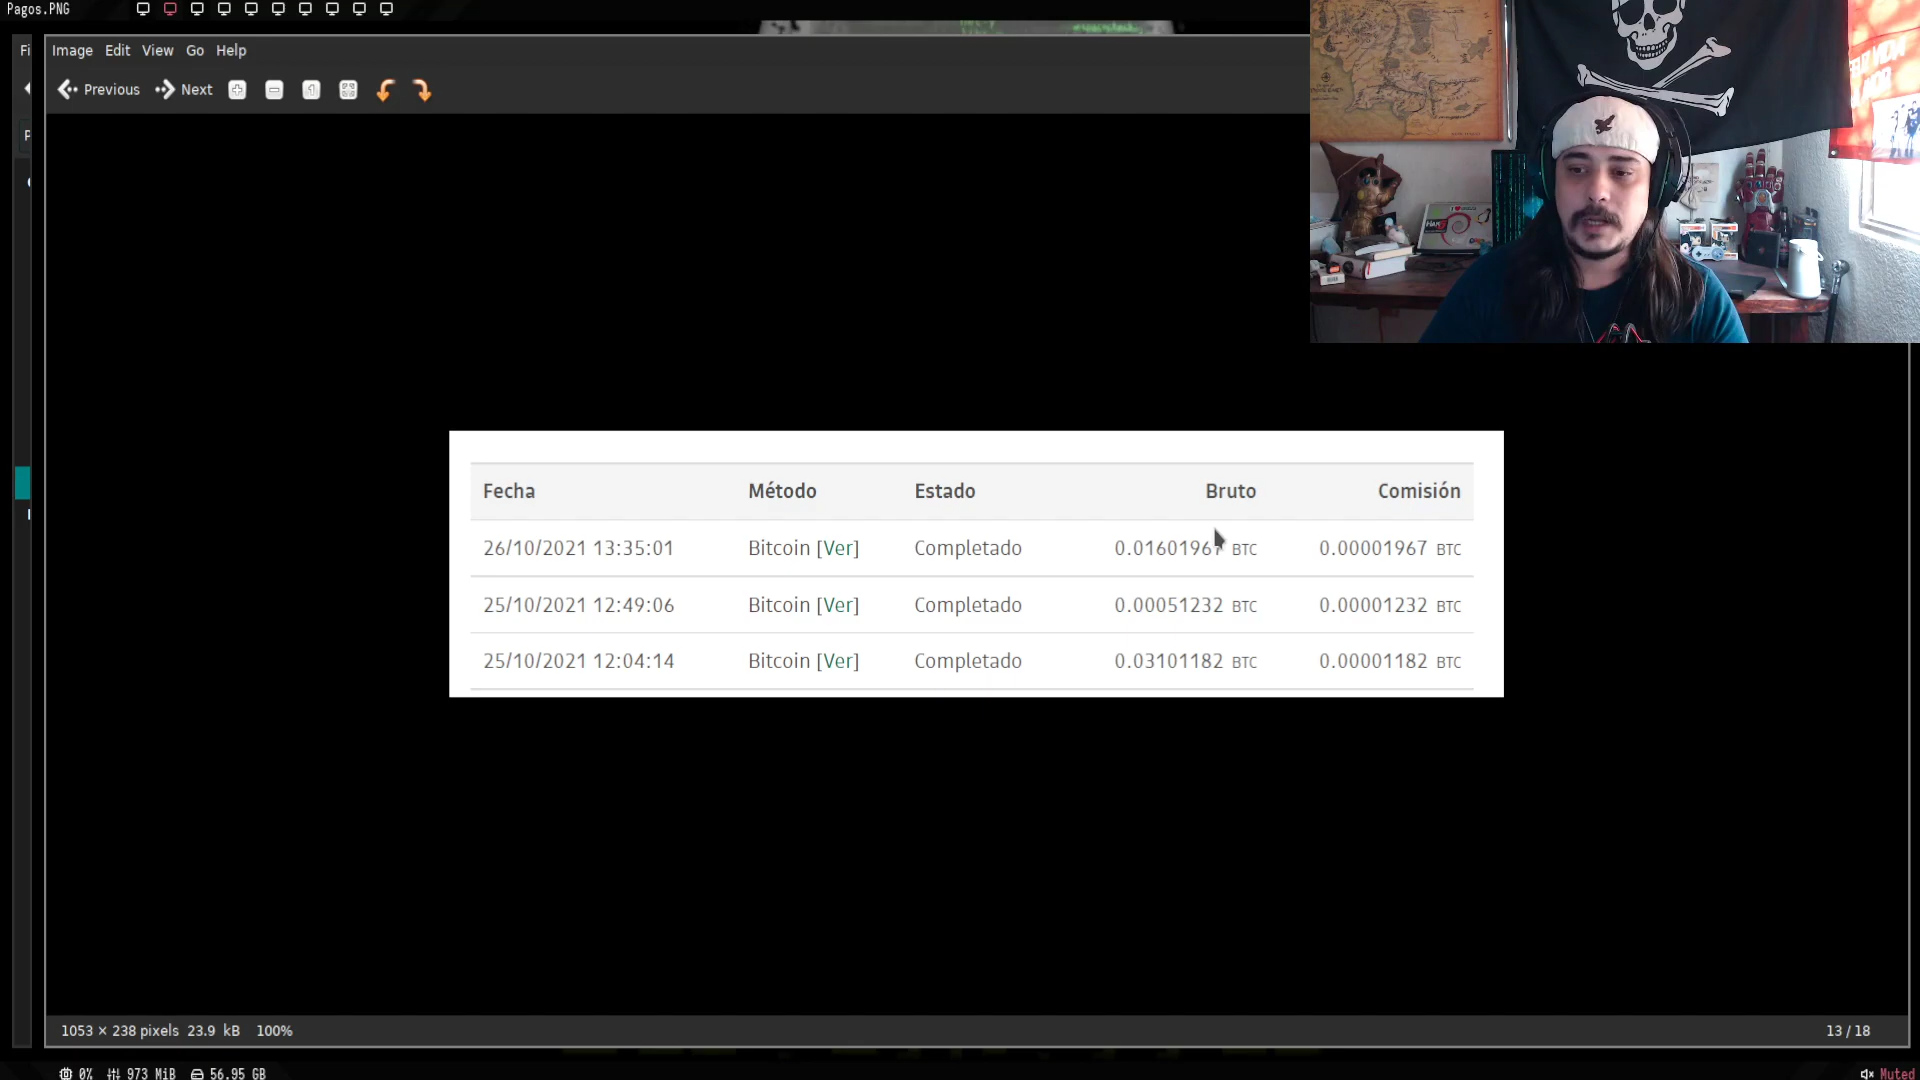 Pagos.PNG
Fi
Image Edit View Go Help
Previous Next
P
Fecha Método Estado Bruto Comisión
26/10/2021 13:35:01 Bitcoin [Ver] Completado 0.01601967 BTC 0.00001967 BTC
25/10/2021 12:49:06 Bitcoin [Ver] Completado 0.00051232 BTC 0.00001232 BTC
25/10/2021 12:04:14 Bitcoin [Ver] Completado 0.03101182 BTC 0.00001182 BTC
1053 × 238 pixels 23.9 kB 100%
13 / 18
0% 973 MiB 56.95 GB
Muted